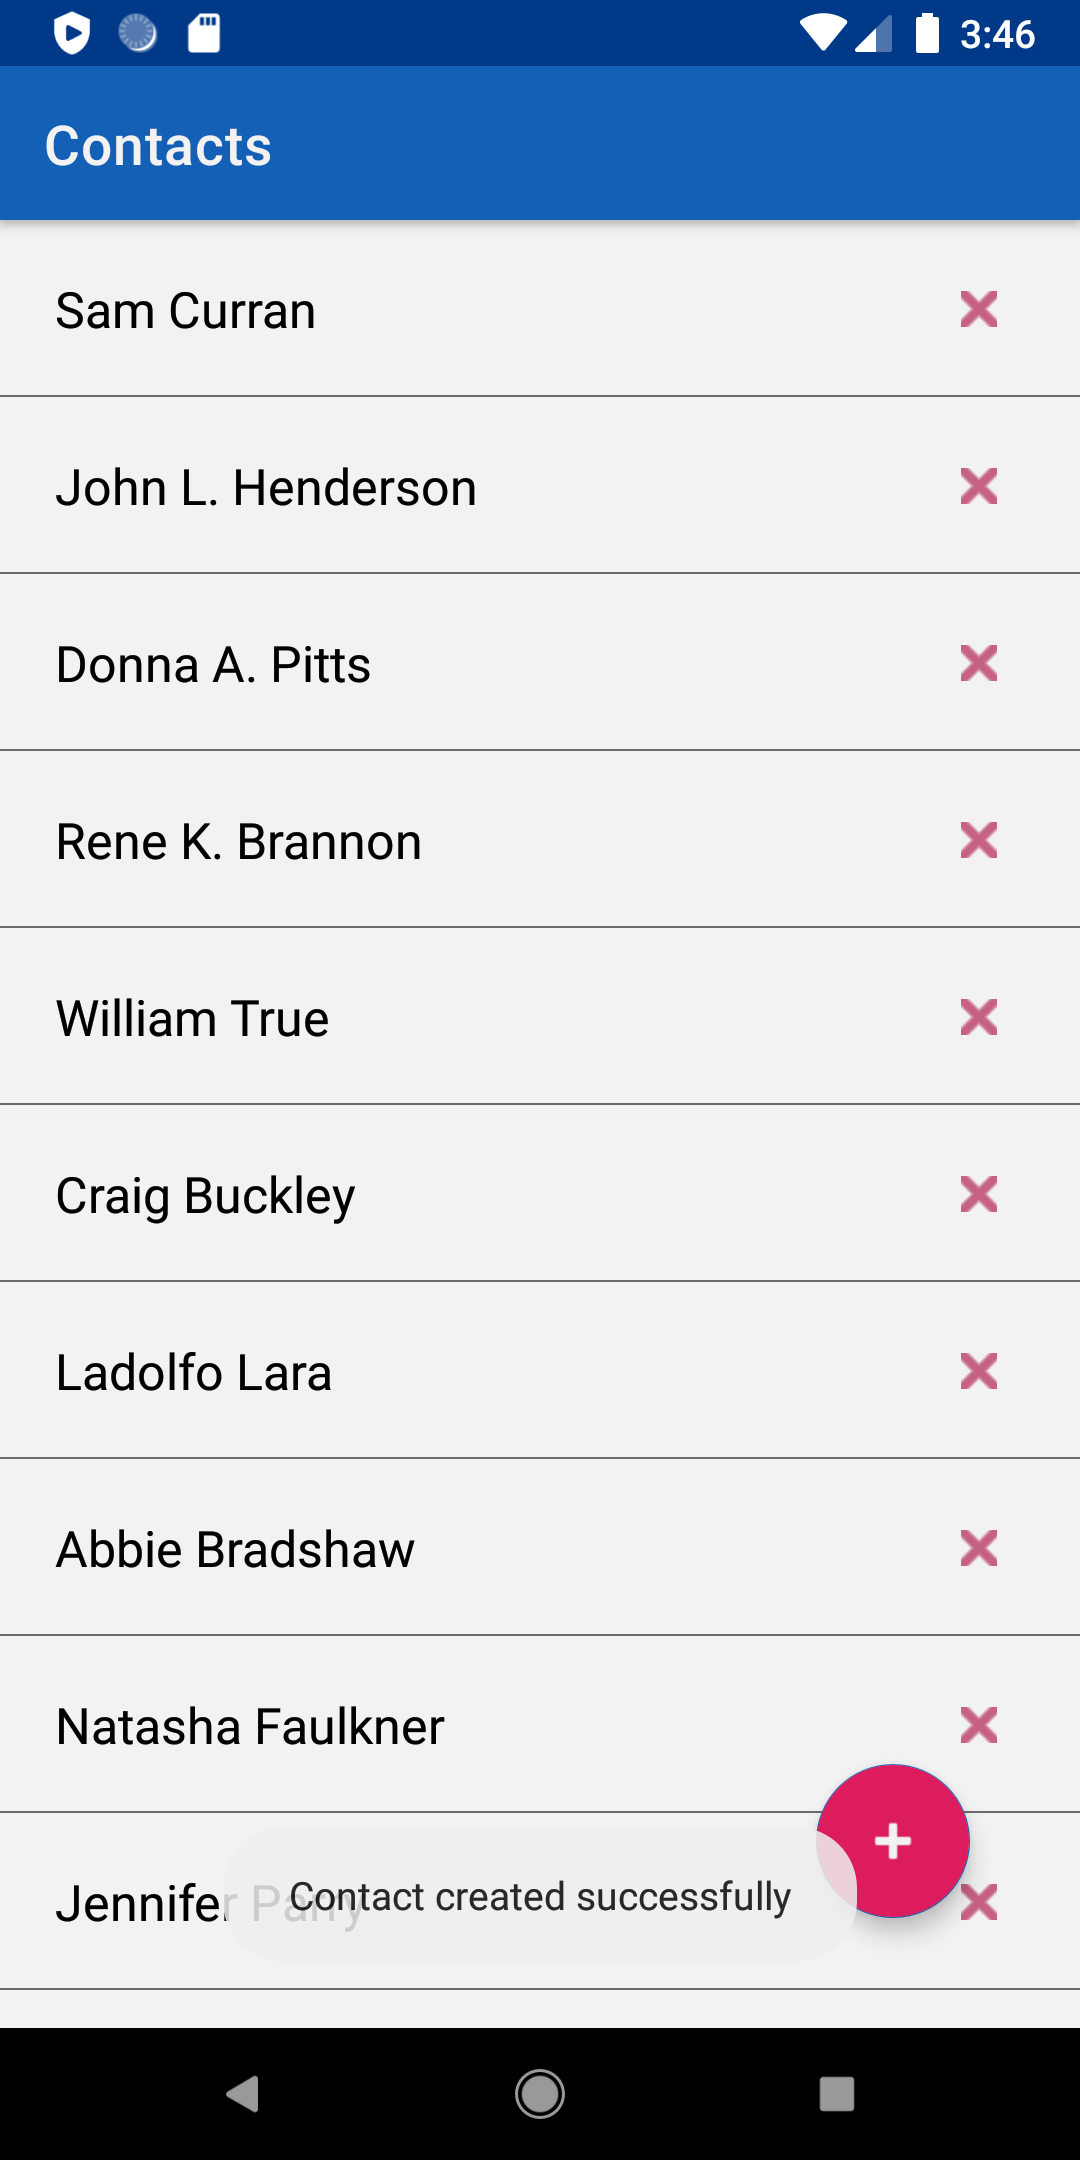 3:46
Contacts
Sam Curran
John L. Henderson
Donna A. Pitts
Rene K. Brannon
William True
Craig Buckley
Ladolfo Lara
Abbie Bradshaw
Natasha Faulkner
Jennifer Parry
Contact created successfully